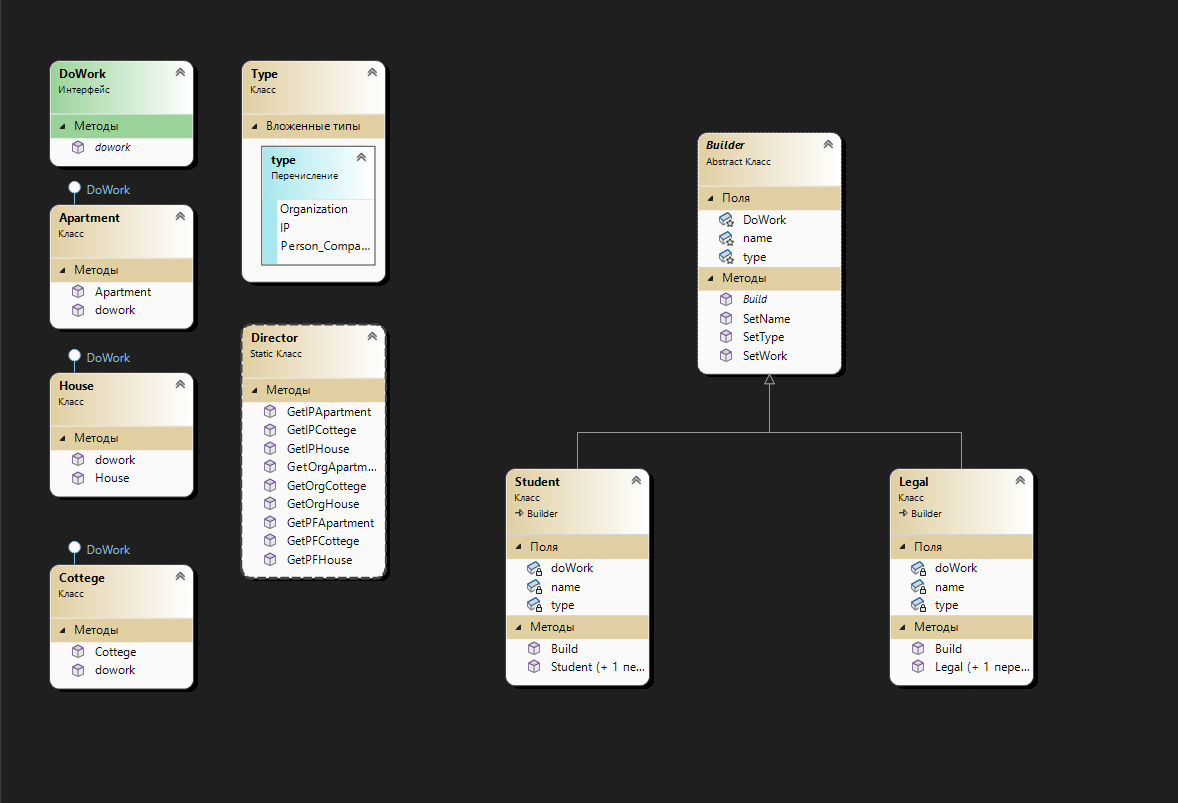 DoWork
Интерфейс
Методы
dowork
DoWork
Apartment
Класс
Методы
Apartment
dowork
DoWork
House
Класс
Методы
dowork
House
DoWork
Cottege
Класс
Методы
Cottege
dowork
Type
Класс
Вложенные типы
type
Перечисление
Organization
IP
Person_Compa...
Director
Static Класс
Методы
GetIPApartment
GetIPCottege
GetIPHouse
GetOrgApartm...
GetOrgCottege
GetOrgHouse
GetPFApartment
GetPFCottege
GetPFHouse
Builder
Abstract Класс
Поля
DoWork
name
type
Методы
Build
SetName
SetType
SetWork
Student
Класс
Builder
Поля
doWork
name
type
Методы
Build
Student (+ 1 пе...
Legal
Класс
Builder
Поля
doWork
name
type
Методы
Build
Legal (+ 1 пере...